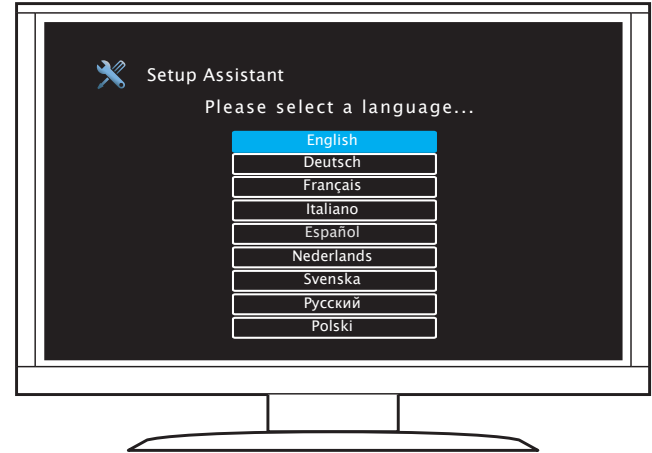 Setup Assistant
Please select a language...
English
Deutsch
Français
Italiano
Español
Nederlands
Svenska
Русский
Polski